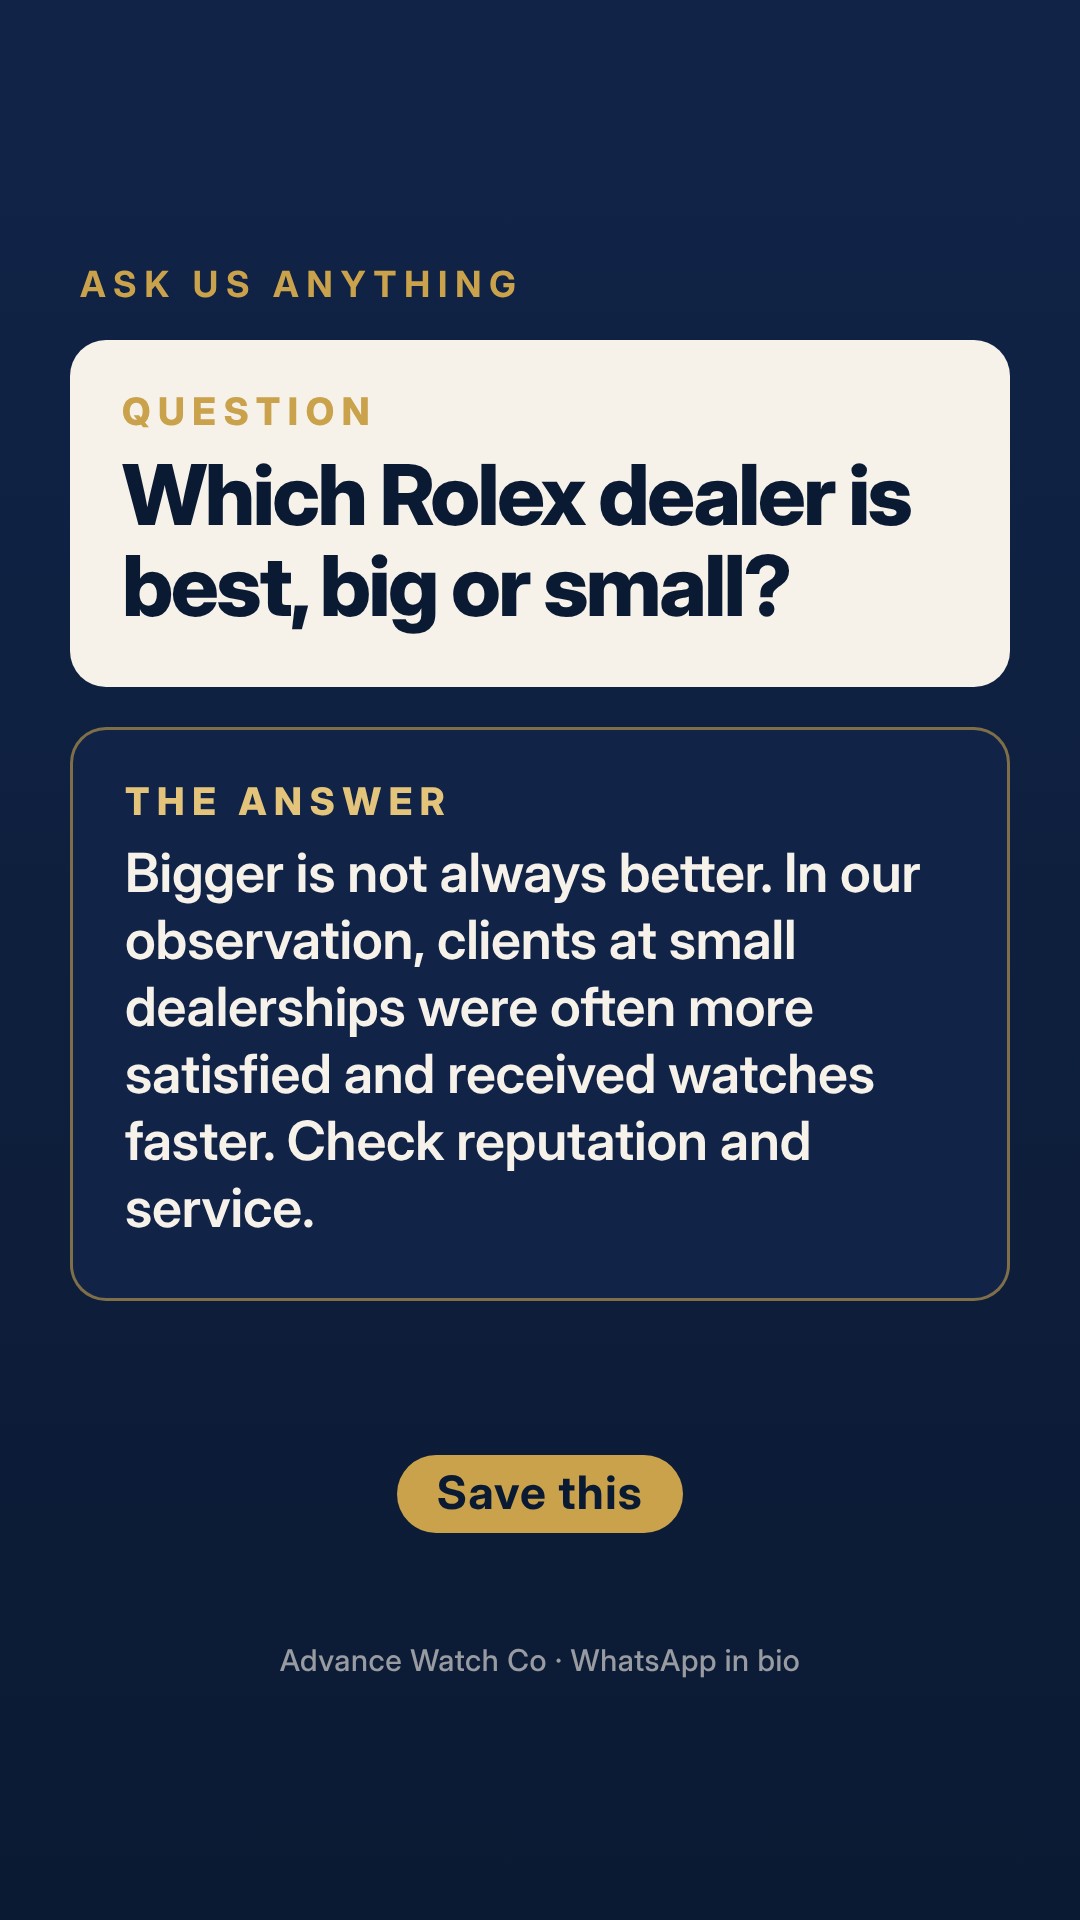 ASK US ANYTHING
QUESTION
Which Rolex dealer is
best, big or small?
THE ANSWER
Bigger is not always better. In our
observation, clients at small
dealerships were often more
satisfied and received watches
faster. Check reputation and
service.
Save this
Advance Watch Co · WhatsApp in bio